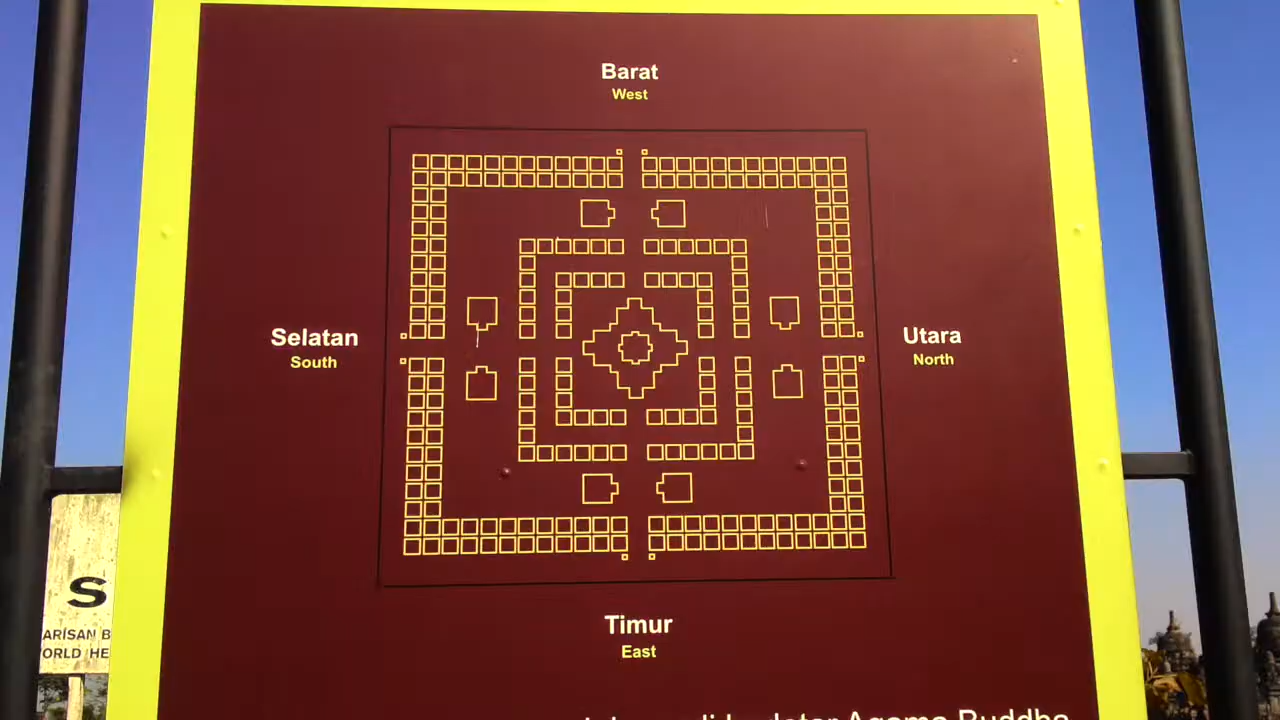 Barat
West
Selatan
South
Utara
North
Timur
East
Agama Buddha
S
ARISAN B
ORLD HE